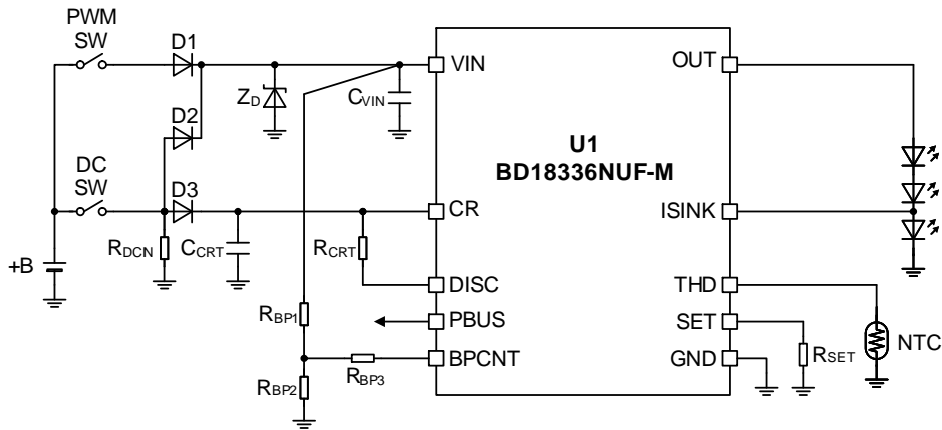 PWM
SW
D1
VIN
OUT
ZD
CVIN
D2
U1
BD18336NUF-M
DC
SW
D3
CR
ISINK
+B
RDCIN
CCRT
RCRT
DISC
THD
RBP1
PBUS
SET
NTC
RBP3
BPCNT
GND
RSET
RBP2